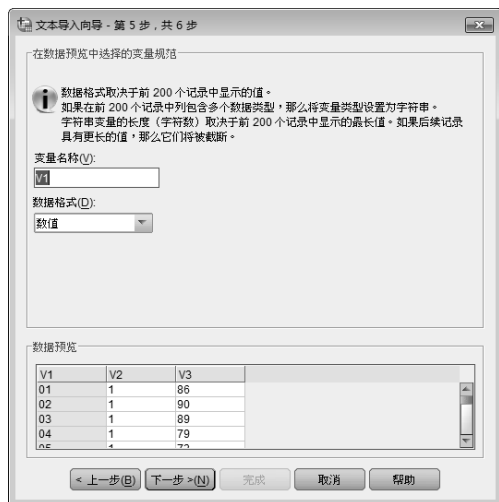 文本导入向导 - 第 5 步，共 6 步
在数据预览中选择的变量规范
数据格式取决于前 200 个记录中显示的值。
如果在前 200 个记录中列包含多个数据类型，那么将变量类型设置为字符串。
字符串变量的长度（字符数）取决于前 200 个记录中显示的最长值。如果后续记录
具有更长的值，那么它们将被截断。
变量名称(V):
V1
数据格式(D):
数值
数据预览
V1 V2 V3
01 1 86
02 1 90
03 1 89
04 1 79
05 1 73
< 上一步(B) 下一步 >(N) 完成 取消 帮助